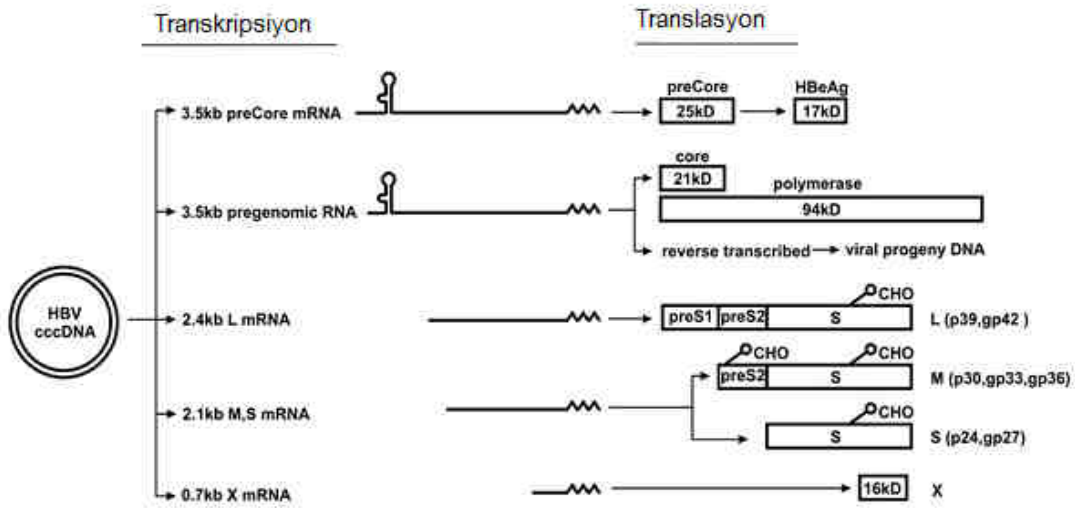 Transkripsiyon
Translasyon
preCore
HBeAg
3.5kb preCore mRNA
25kD
17kD
core
21kD
polymerase
3.5kb pregenomic RNA
94kD
reverse transcribed
viral progeny DNA
HBV
cccDNA
CHO
2.4kb L mRNA
preS1
preS2
S
L (p39,gp42 )
CHO
CHO
preS2
S
M (p30,gp33,gp36)
2.1kb M,S mRNA
CHO
S
S (p24,gp27)
0.7kb X mRNA
16kD
X